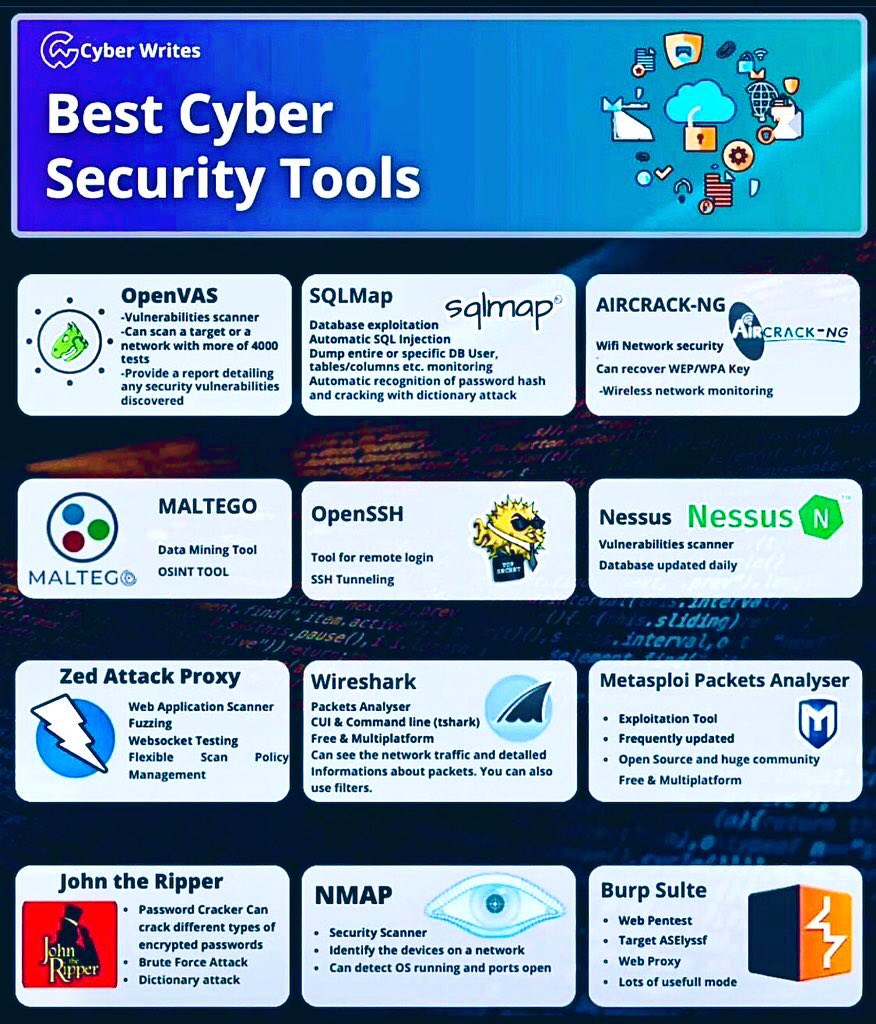 Cyber Writes
Best Cyber
Security Tools
OpenVAS
-Vulnerabilities scanner
-Can scan a target or a
network with more of 4000
tests
-Provide a report detailing
any security vulnerabilities
discovered
SQLMap
sqlmap
Database exploitation
Automatic SQL Injection
Dump entire or specific DB User,
tables/columns etc. monitoring
Automatic recognition of password hash
and cracking with dictionary attack
AIRCRACK-NG
AIRCRACK-NG
Wifi Network security
Can recover WEP/WPA Key
-Wireless network monitoring
MALTEGO
MALTEGO
Data Mining Tool
OSINT TOOL
OpenSSH
Tool for remote login
SSH Tunneling
TOP
SECRET
Nessus
Nessus N
TM
Vulnerabilities scanner
Database updated daily
Zed Attack Proxy
Web Application Scanner
Fuzzing
Websocket Testing
Flexible Scan Policy
Management
Wireshark
Packets Analyser
CUI & Command line (tshark)
Free & Multiplatform
Can see the network traffic and detailed
Informations about packets. You can also
use filters.
Metasploi Packets Analyser
• Exploitation Tool
• Frequently updated
• Open Source and huge community
Free & Multiplatform
M
John the Ripper
John
the
Ripper
• Password Cracker Can
crack different types of
encrypted passwords
• Brute Force Attack
• Dictionary attack
NMAP
• Security Scanner
• Identify the devices on a network
• Can detect OS running and ports open
Burp Sulte
• Web Pentest
• Target ASElyssf
• Web Proxy
• Lots of usefull mode